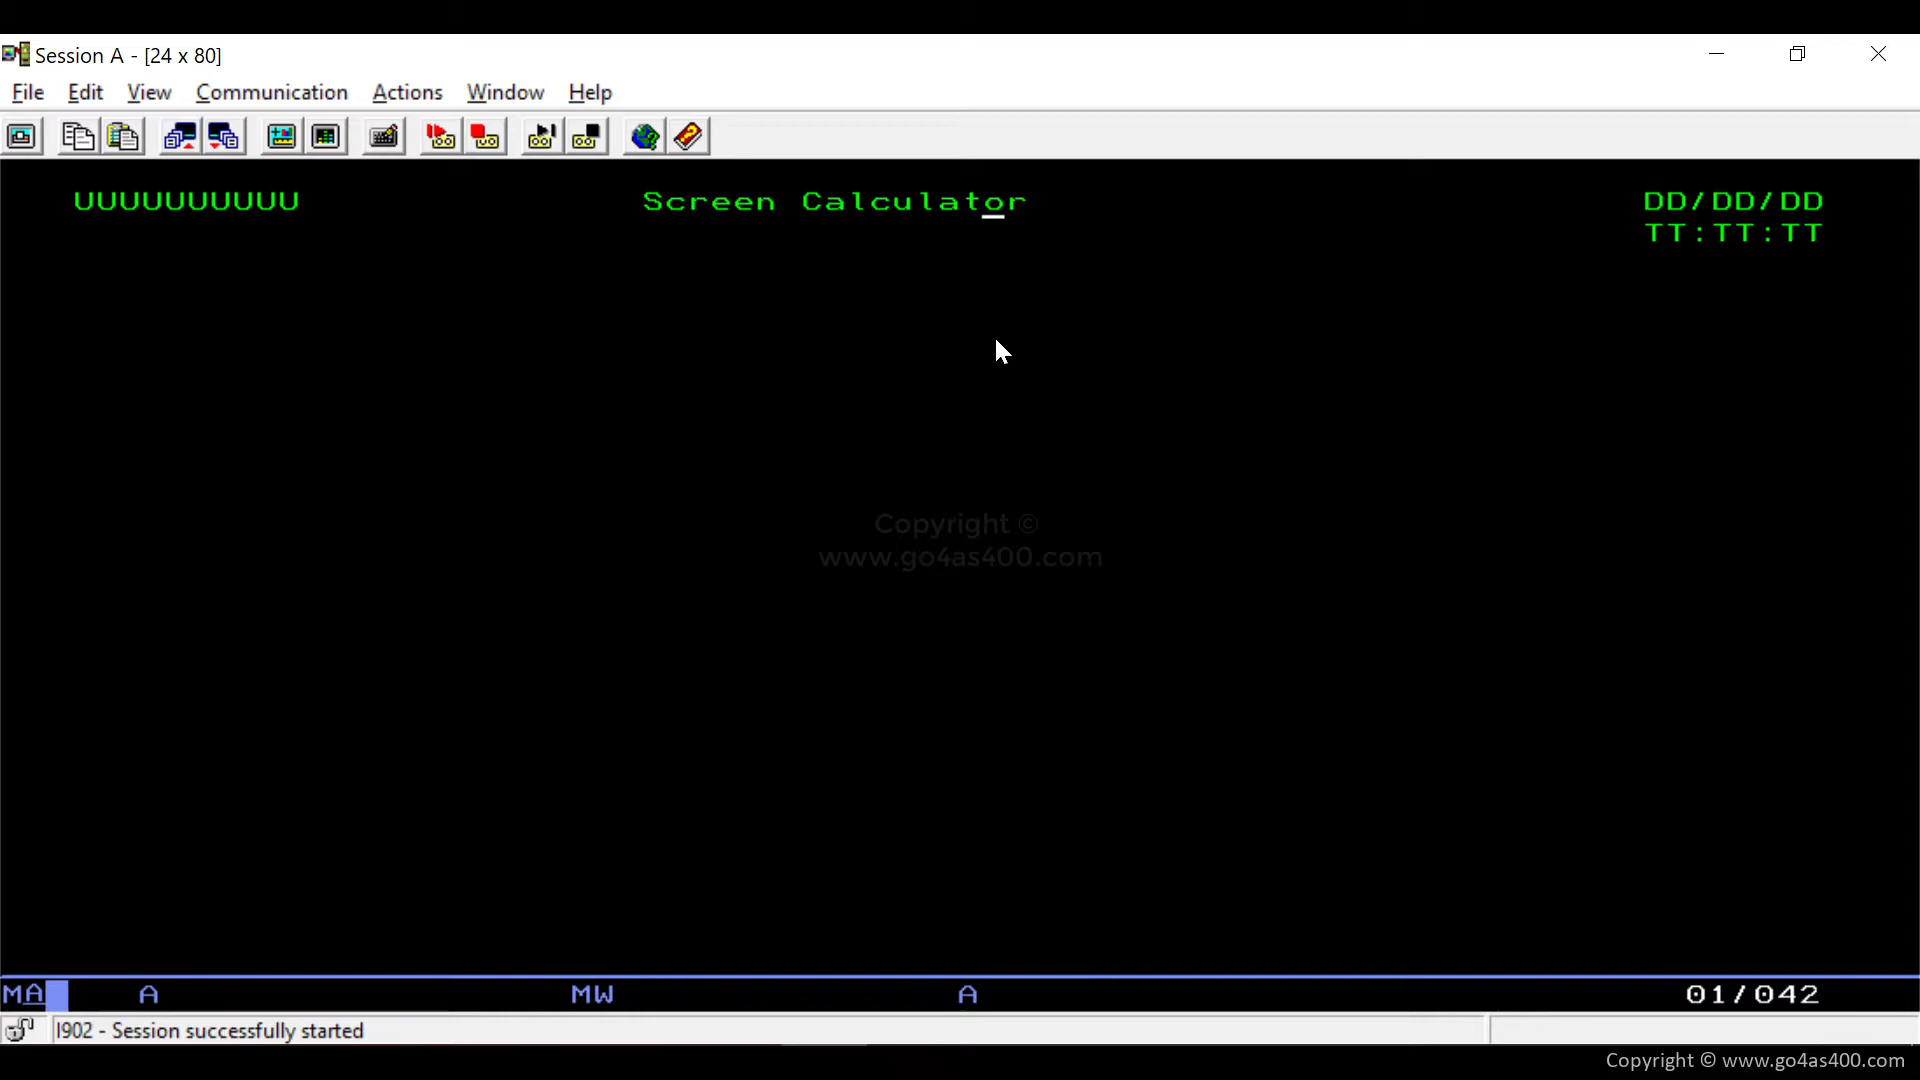 Session A - [24 x 80]
File Edit View Communication Actions Window Help
UUUUUUUUUU Screen Calculator DD/DD/DD
TT:TT:TT
Copyright ©
www.go4as400.com
MA A MW A 01/042
I902 - Session successfully started
Copyright © www.go4as400.com